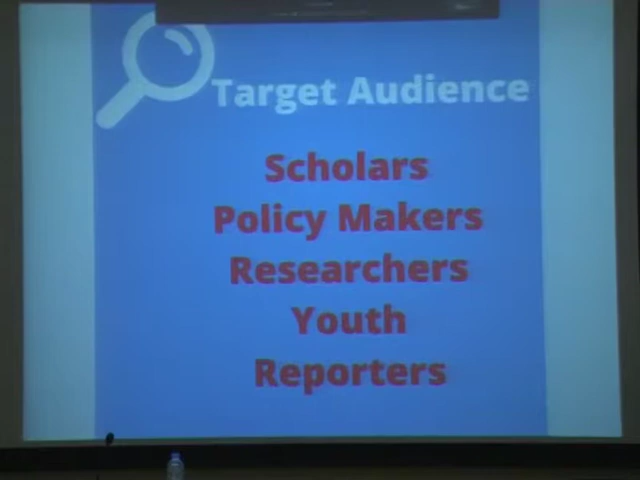 Target Audience
Scholars
Policy Makers
Researchers
Youth
Reporters